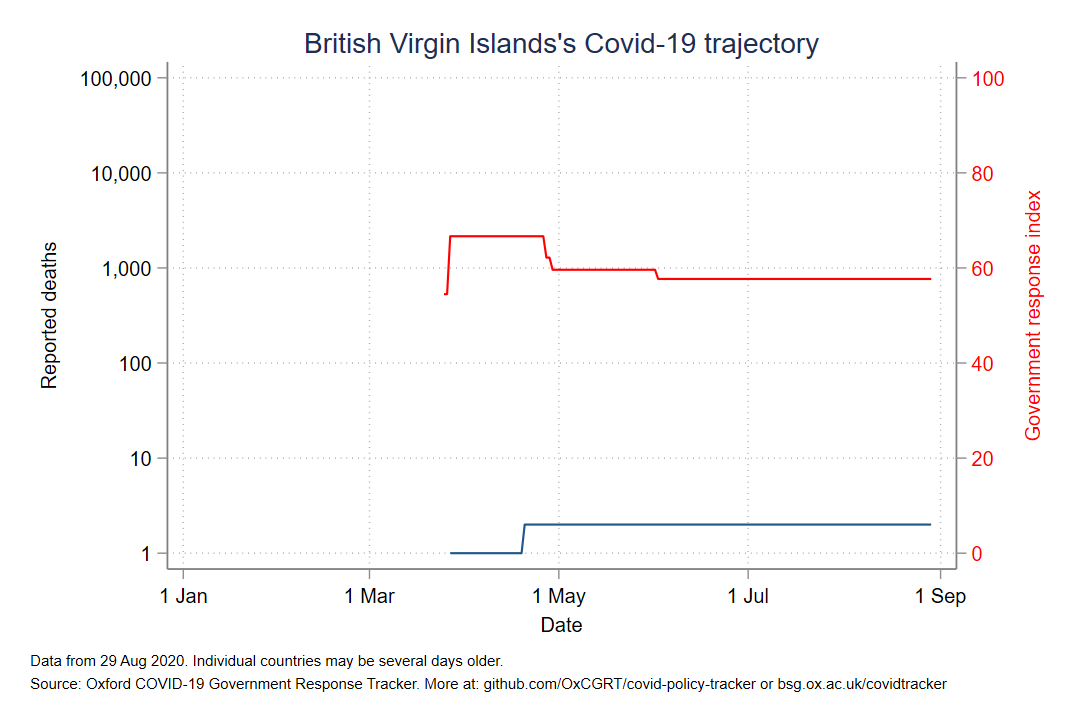 British Virgin Islands's Covid-19 trajectory
100,000
10,000
1,000
100
10
1
Reported deaths
100
80
60
40
20
0
Government response index
1 Jan
1 Mar
1 May
1 Jul
1 Sep
Date
Data from 29 Aug 2020. Individual countries may be several days older.
Source: Oxford COVID-19 Government Response Tracker. More at: github.com/OxCGRT/covid-policy-tracker or bsg.ox.ac.uk/covidtracker